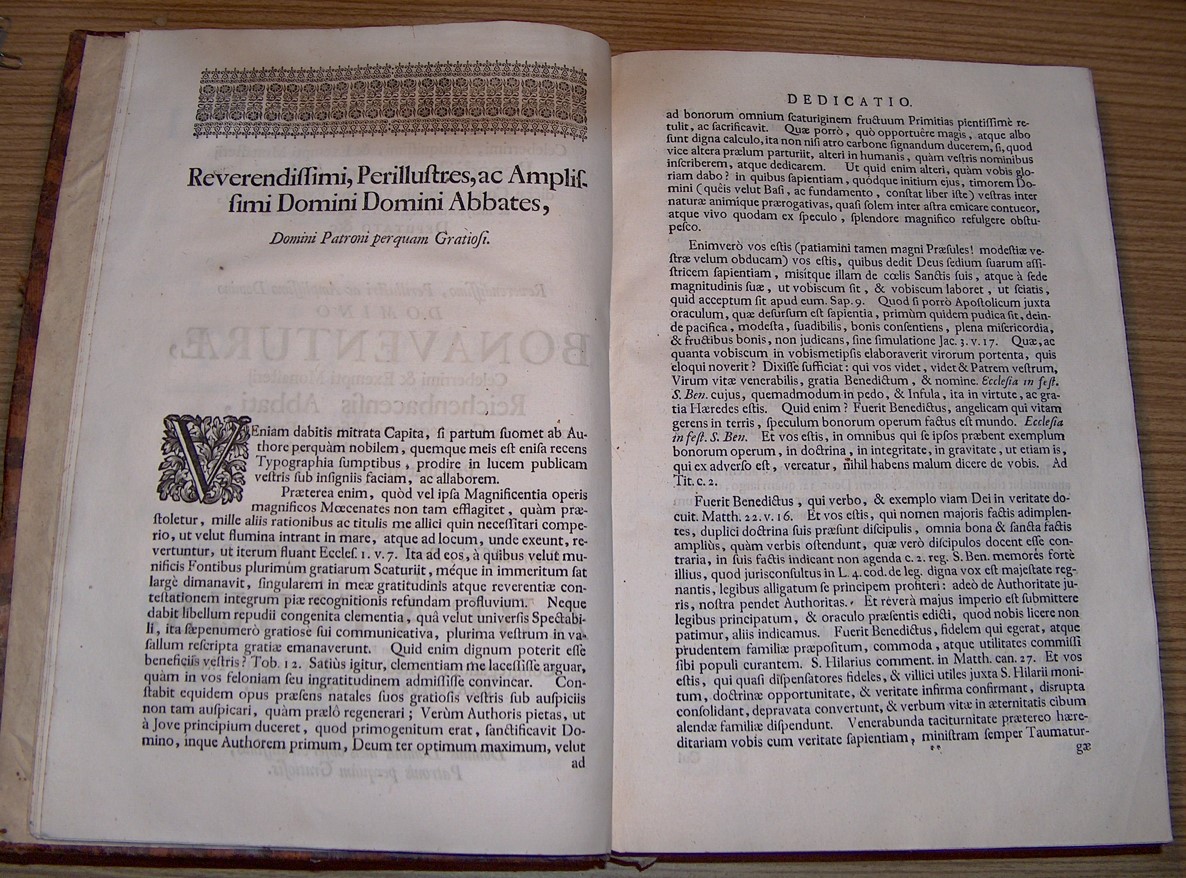 Reverendiſſimi, Perilluſtres, ac Ampliſ-
ſimi Domini Domini Abbates,
Domini Patroni perquam Gratioſi.
VEniam dabitis mitrata Capita, ſi partum ſuomet ab Au-
thore perquàm nobilem, quemque meis eſt eniſa recens
Typographia ſumptibus, prodire in lucem publicam
veſtris ſub inſigniis faciam, ac allaborem.
Præterea enim, quòd vel ipſa Magnificentia operis
magnificos Mœcenates non tam efflagitet, quàm præ-
ſtoletur, mille aliis rationibus ac titulis me allici quin neceſſitari compe-
rio, ut velut flumina intrant in mare, atque ad locum, unde exeunt, re-
vertuntur, ut iterum fluant Eccleſ. 1. v. 7. Ita ad eos, à quibus velut mu-
nificis Fontibus plurimùm gratiarum Scaturiit, méque in immeritum ſat
largè dimanavit, ſingularem in meæ gratitudinis atque reverentiæ con-
teſtationem integrum piæ recognitionis refundam profluvium. Neque
dabit libellum repudii congenita clementia, quâ velut univerſis Spectabi-
li, ita ſæpenumerò gratioſe ſui communicativa, plurima veſtrum in va-
ſallum reſcripta gratiæ emanaverunt. Quid enim dignum poterit eſſe
beneficiis veſtris? Tob. 12. Satiùs igitur, clementiam me laceſſiſſe arguar,
quàm in vos feloniam ſeu ingratitudinem admiſiſſe convincar. Con-
ſtabit equidem opus præſens natales ſuos gratioſis veſtris ſub auſpiciis
non tam auſpicari, quàm prælô regenerari; Verùm Authoris pietas, ut
à Jove principium duceret, quod primogenitum erat, ſanctificavit Do-
mino, inque Authorem primum, Deum ter optimum maximum, velut
ad
DEDICATIO.
ad bonorum omnium ſcaturiginem fructuum Primitias pientiſſimè re-
tulit, ac ſacrificavit. Quæ porrò, quò opportuère magis, atque albo
ſunt digna calculo, ita non niſi atro carbone ſignandum ducerem, ſi, quod
vice altera prælum parturiit, alteri in humanis, quàm veſtris nominibus
inſcriberem, atque dedicarem. Ut quid enim alteri, quàm vobis glo-
riam dabo? in quibus ſapientiam, quòdque initium ejus, timorem Do-
mini (quêis velut Baſi, ac fundamento, conſtat liber iſte) veſtras inter
naturæ animique prærogativas, quaſi ſolem inter aſtra emicare contueor,
atque vivo quodam ex ſpeculo, ſplendore magnifico refulgere obſtu-
peſco.
Enimverò vos eſtis (patiamini tamen magni Præſules! modeſtiæ ve-
ſtræ velum obducam) vos eſtis, quibus dedit Deus ſedium ſuarum aſſi-
ſtricem ſapientiam, miſitque illam de cœlis Sanctis ſuis, atque à ſede
magnitudinis ſuæ, ut vobiſcum ſit, & vobiſcum laboret, ut ſciatis,
quid acceptum ſit apud eum. Sap. 9. Quod ſi porrò Apoſtolicum juxta
oraculum, quæ deſurſum eſt ſapientia, primùm quidem pudica ſit, dein-
de pacifica, modeſta, ſuadibilis, bonis conſentiens, plena miſericordia,
& fructibus bonis, non judicans, ſine ſimulatione Jac. 3. v. 17. Quæ, ac
quanta vobiſcum in vobismetipſis elaboraverit virorum portenta, quis
eloqui noverit? Dixiſſe ſufficiat: qui vos videt, videt & Patrem veſtrum,
Virum vitæ venerabilis, gratia Benedictum, & nomine. Eccleſia in feſt.
S. Ben. cujus, quemadmodum in pedo, & Infula, ita in virtute, ac gra-
tia Hæredes eſtis. Quid enim? Fuerit Benedictus, angelicam qui vitam
gerens in terris, ſpeculum bonorum operum factus eſt mundo. Eccleſia
in feſt. S. Ben. Et vos eſtis, in omnibus qui ſe ipſos præbent exemplum
bonorum operum, in doctrina, in integritate, in gravitate, ut etiam is,
qui ex adverſo eſt, vereatur, nihil habens malum dicere de vobis. Ad
Tit. c. 2.
Fuerit Benedictus, qui verbo, & exemplo viam Dei in veritate do-
cuit. Matth. 22. v. 16. Et vos eſtis, qui nomen majoris factis adimplen-
tes, duplici doctrina ſuis præſunt diſcipulis, omnia bona & ſancta factis
ampliùs, quàm verbis oſtendunt, quæ verò diſcipulos docent eſſe con-
traria, in ſuis factis indicant non agenda c. 2. reg. S. Ben. memores fortè
illius, quod jurisconſultus in L. 4. cod. de leg. digna vox eſt majeſtate reg-
nantis, legibus alligatum ſe principem profiteri: adeò de Authoritate ju-
ris, noſtra pendet Authoritas. Et reverà majus imperio eſt ſubmittere
legibus principatum, & oraculo præſentis edicti, quod nobis licere non
patimur, aliis indicamus. Fuerit Benedictus, fidelem qui egerat, atque
prudentem familiæ præpoſitum, commoda, atque utilitates commiſſi
ſibi populi curantem. S. Hilarius comment. in Matth. can. 27. Et vos
eſtis, qui quaſi diſpenſatores fideles, & villici utiles juxta S. Hilarii moni-
tum, doctrinæ opportunitate, & veritate infirma confirmant, disrupta
conſolidant, depravata convertunt, & verbum vitæ in æternitatis cibum
alendæ familiæ diſpendunt. Venerabunda taciturnitate prætereo hære-
ditariam vobis cum veritate ſapientiam, miniſtram ſemper Taumatur-
gæ